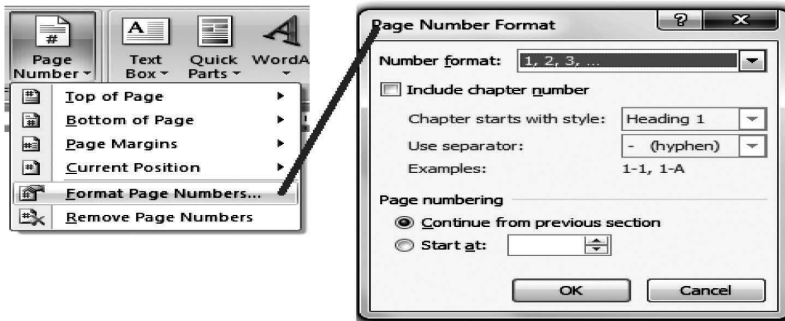 Page Number
Text Box
Quick Parts
WordA
Top of Page
Bottom of Page
Page Margins
Current Position
Format Page Numbers...
Remove Page Numbers
Page Number Format
Number format: 1, 2, 3, ...
Include chapter number
Chapter starts with style: Heading 1
Use separator: - (hyphen)
Examples: 1-1, 1-A
Page numbering
Continue from previous section
Start at:
OK Cancel